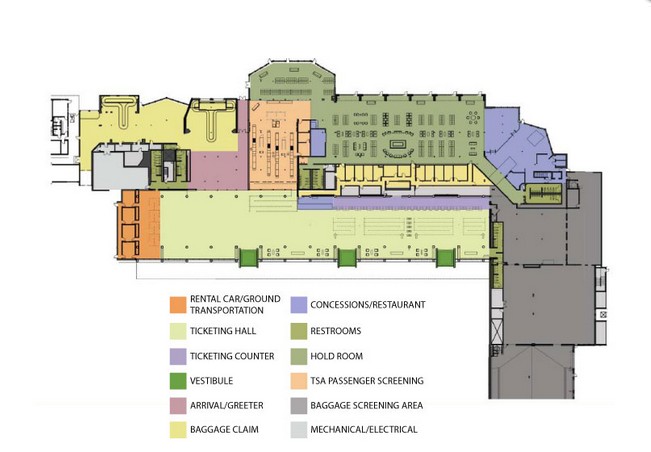 RENTAL CAR/GROUND
TRANSPORTATION
TICKETING HALL
TICKETING COUNTER
VESTIBULE
ARRIVAL/GREETER
BAGGAGE CLAIM
CONCESSIONS/RESTAURANT
RESTROOMS
HOLD ROOM
TSA PASSENGER SCREENING
BAGGAGE SCREENING AREA
MECHANICAL/ELECTRICAL